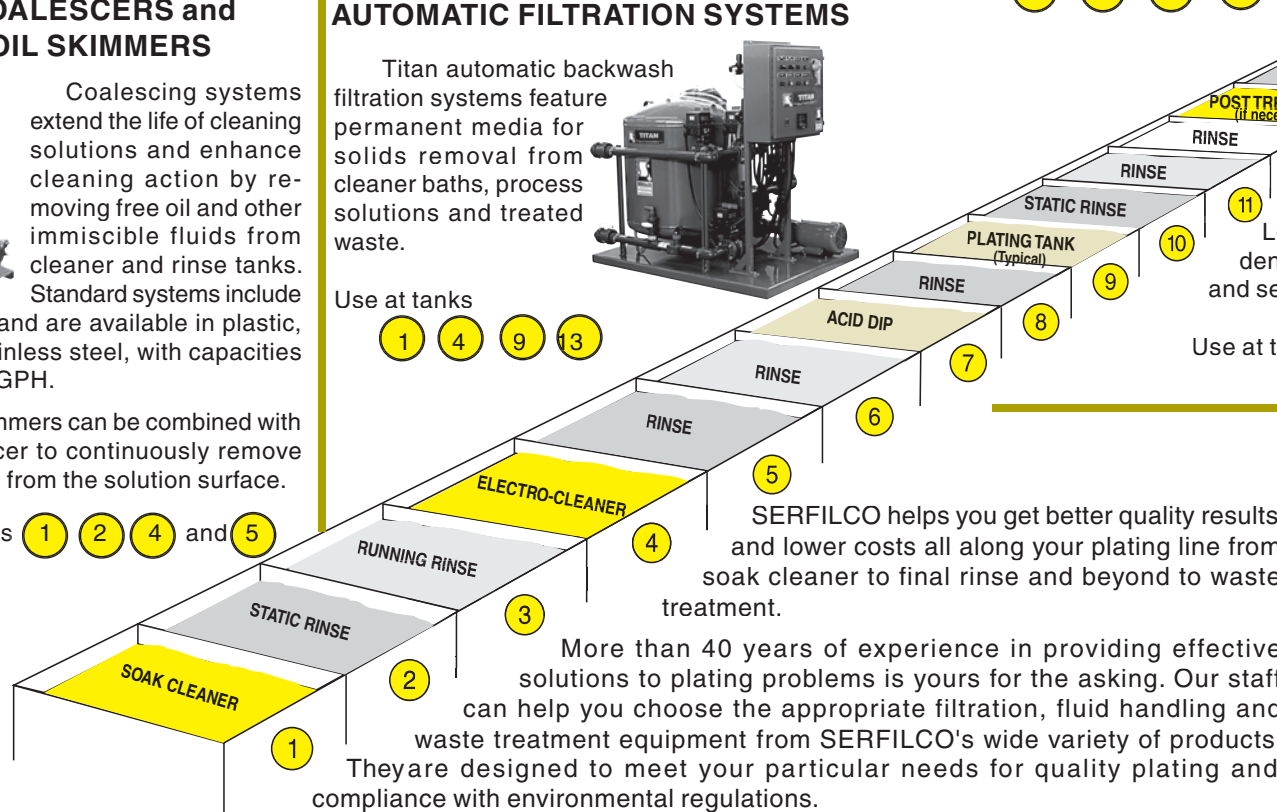 OALESCERS and
OIL SKIMMERS
Coalescing systems
extend the life of cleaning
solutions and enhance
cleaning action by re-
moving free oil and other
immiscible fluids from
cleaner and rinse tanks.
Standard systems include
and are available in plastic,
inless steel, with capacities
GPH.
mmers can be combined with
cer to continuously remove
from the solution surface.
s 1 2 4 and 5
AUTOMATIC FILTRATION SYSTEMS
Titan automatic backwash
filtration systems feature
permanent media for
solids removal from
cleaner baths, process
solutions and treated
waste.
Use at tanks
1 4 9 13
TITAN
TITAN
POST TRE
(if nece
RINSE
RINSE
11
STATIC RINSE
10
PLATING TANK
(Typical)
9
RINSE
8
ACID DIP
7
RINSE
6
RINSE
5
ELECTRO-CLEANER
4
RUNNING RINSE
3
STATIC RINSE
2
SOAK CLEANER
1
L
den
and se
Use at t
SERFILCO helps you get better quality results
and lower costs all along your plating line from
soak cleaner to final rinse and beyond to waste
treatment.
More than 40 years of experience in providing effective
solutions to plating problems is yours for the asking. Our staff
can help you choose the appropriate filtration, fluid handling and
waste treatment equipment from SERFILCO's wide variety of products
Theyare designed to meet your particular needs for quality plating and
compliance with environmental regulations.